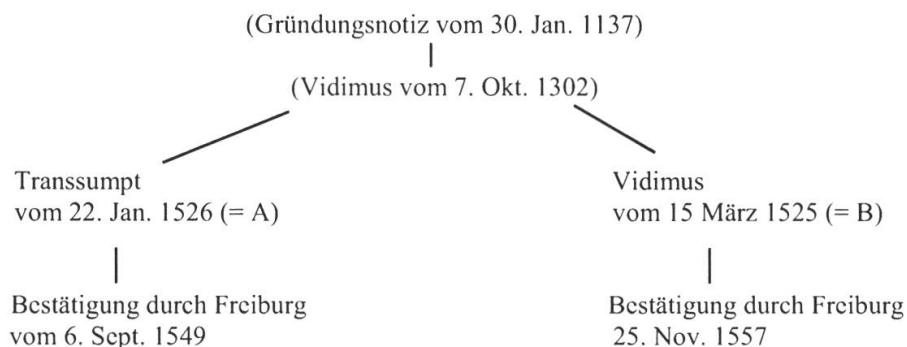 (Gründungsnotiz vom 30. Jan. 1137)
(Vidimus vom 7. Okt. 1302)
Transsumpt
vom 22. Jan. 1526 (= A)
Vidimus
vom 15 März 1525 (= B)
Bestätigung durch Freiburg
vom 6. Sept. 1549
Bestätigung durch Freiburg
25. Nov. 1557